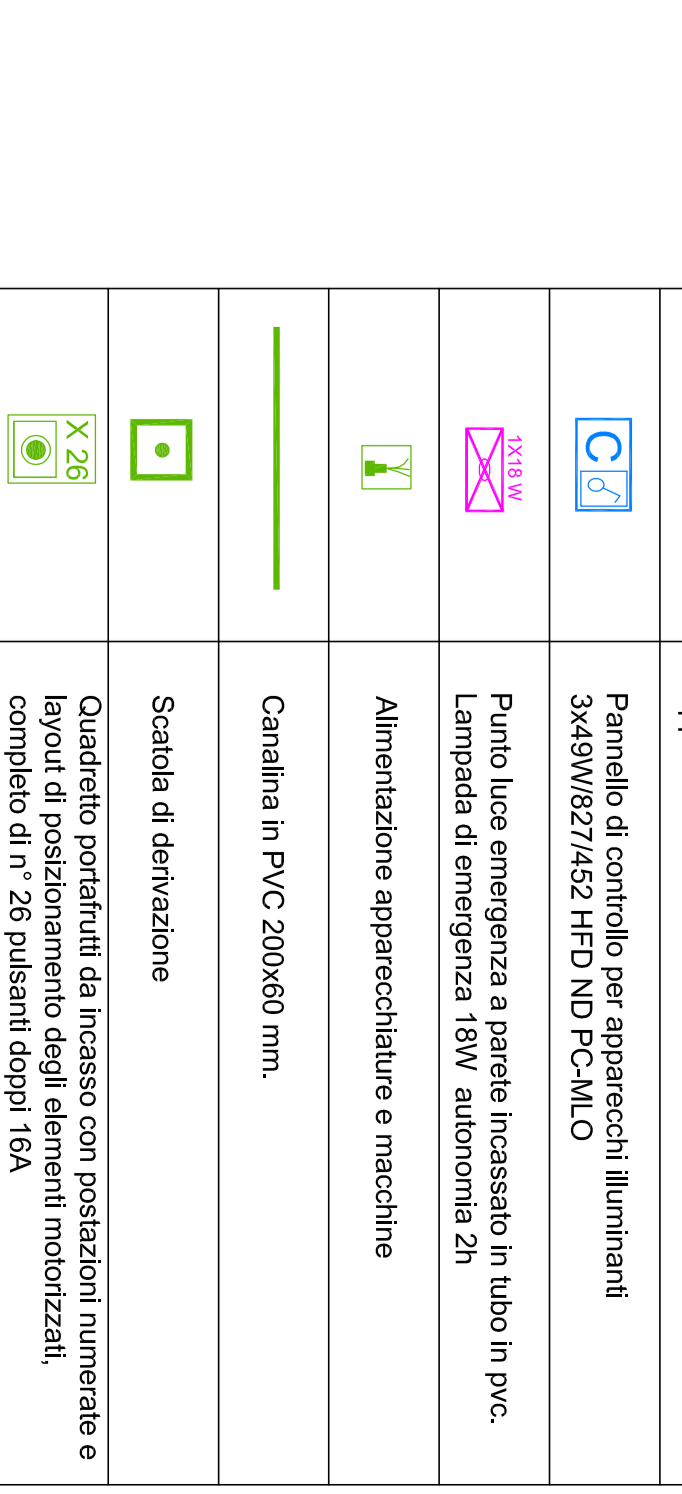 C
Pannello di controllo per apparecchi illuminanti
3x49W/827/452 HFD ND PC-MLO
1X18 W
Punto luce emergenza a parete incassato in tubo in pvc.
Lampada di emergenza 18W  autonomia 2h
Alimentazione apparecchiature e macchine
Canalina in PVC 200x60 mm.
Scatola di derivazione
X 26
Quadretto portafrutti da incasso con postazioni numerate e
layout di posizionamento degli elementi motorizzati,
completo di n° 26 pulsanti doppi 16A